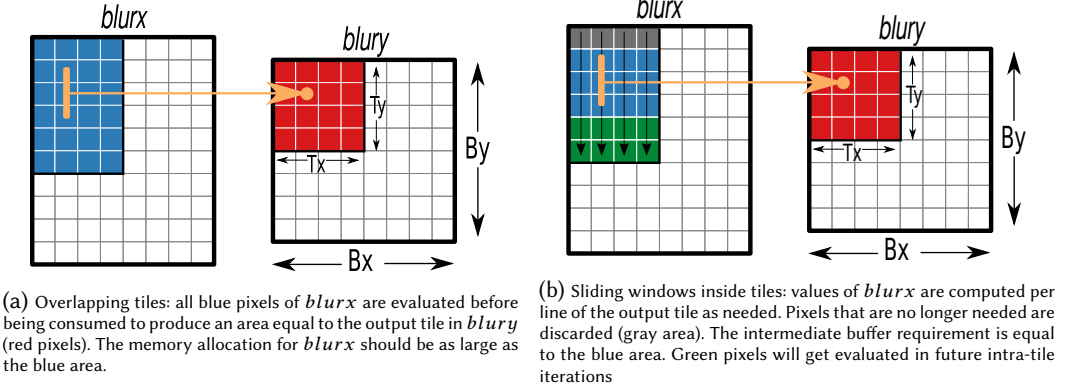 blurx
blury
Ty
Tx
By
Bx
(a) Overlapping tiles: all blue pixels of blurx are evaluated before
being consumed to produce an area equal to the output tile in blury
(red pixels). The memory allocation for blurx should be as large as
the blue area.
blurx
blury
Ty
Tx
By
Bx
(b) Sliding windows inside tiles: values of blurx are computed per
line of the output tile as needed. Pixels that are no longer needed are
discarded (gray area). The intermediate buffer requirement is equal
to the blue area. Green pixels will get evaluated in future intra-tile
iterations